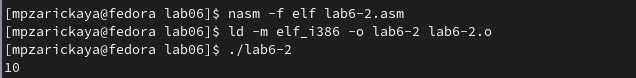 [mpzarickaya@fedora lab06]$ nasm -f elf lab6-2.asm
[mpzarickaya@fedora lab06]$ ld -m elf_i386 -o lab6-2 lab6-2.o
[mpzarickaya@fedora lab06]$ ./lab6-2
10